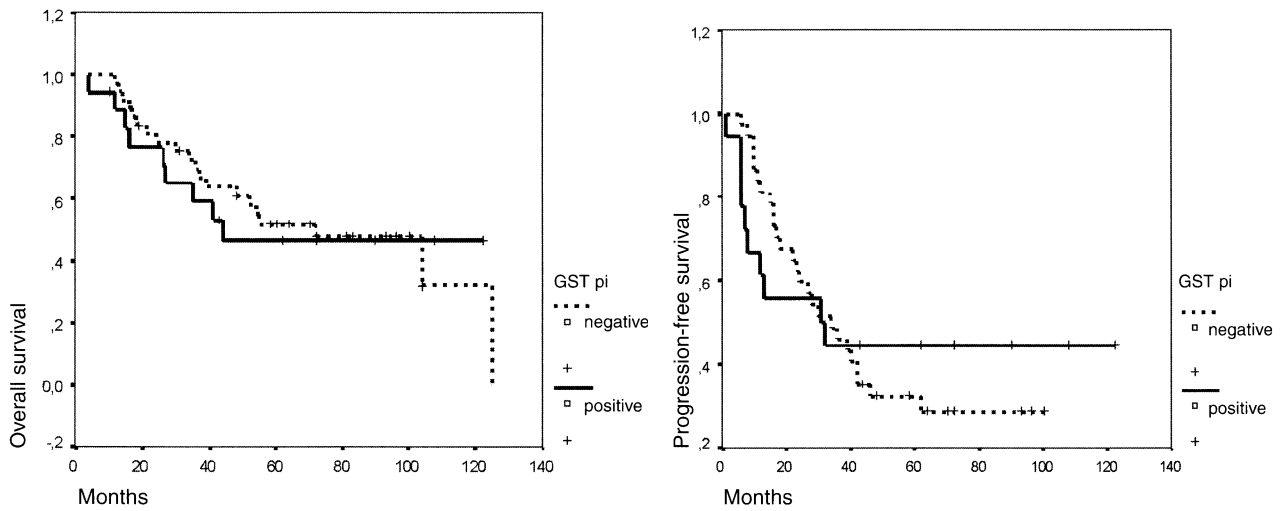 1,2
1,0
,8
,6
,4
,2
0,0
-,2
0 20 40 60 80 100 120 140
Overall survival
Months
GST pi
negative
positive
1,2
1,0
,8
,6
,4
,2
0 20 40 60 80 100 120 140
Progression-free survival
Months
GST pi
negative
positive